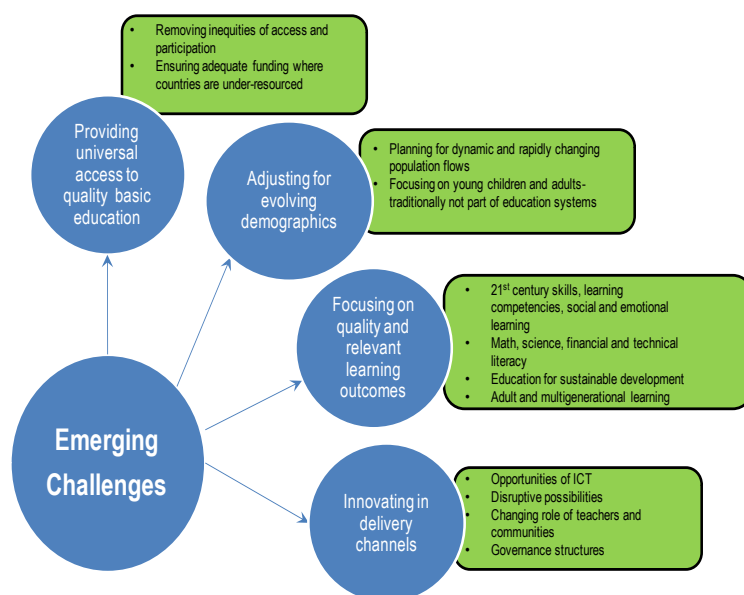 • Removing inequities of access and
participation
• Ensuring adequate funding where
countries are under-resourced
Providing
universal
access to
quality basic
education
Adjusting for
evolving
demographics
• Planning for dynamic and rapidly changing
population flows
• Focusing on young children and adults-
traditionally not part of education systems
Focusing on
quality and
relevant
learning
outcomes
• 21st century skills, learning
competencies, social and emotional
learning
• Math, science, financial and technical
literacy
• Education for sustainable development
• Adult and multigenerational learning
Emerging
Challenges
Innovating in
delivery
channels
• Opportunities of ICT
• Disruptive possibilities
• Changing role of teachers and
communities
• Governance structures